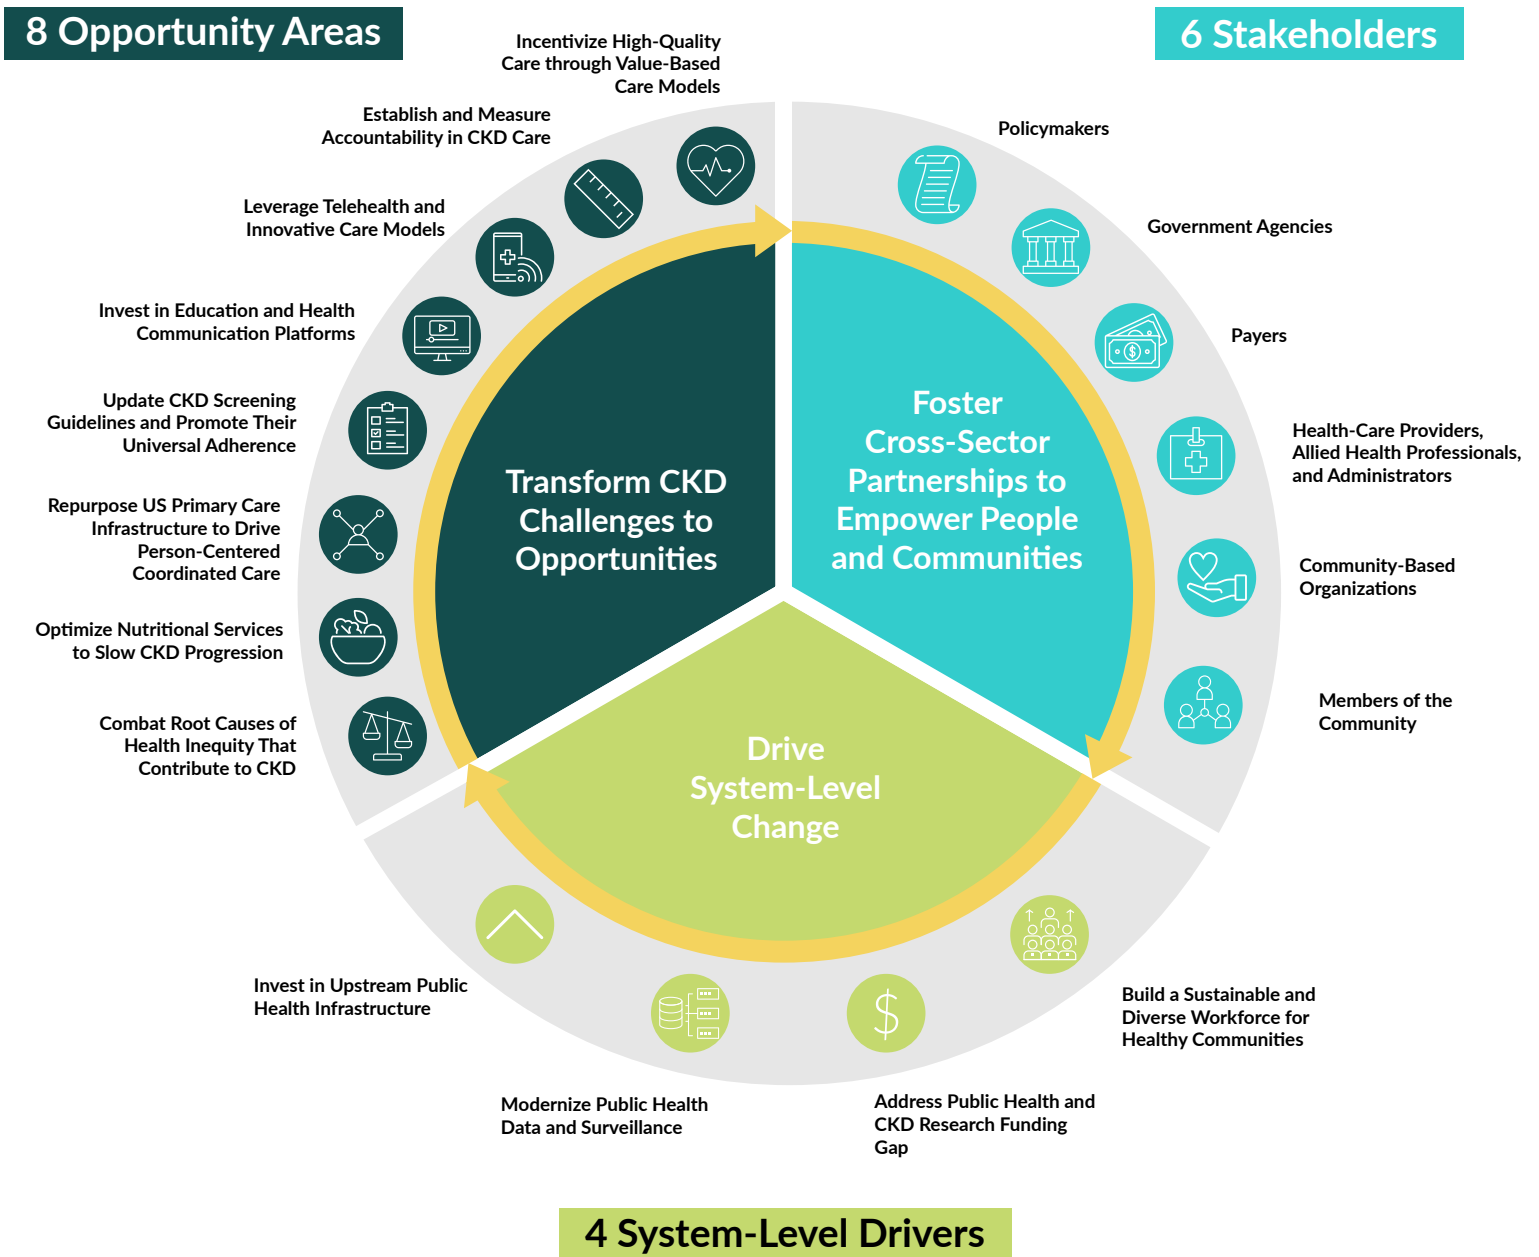 8 Opportunity Areas
6 Stakeholders
Incentivize High-Quality
Care through Value-Based
Care Models
Establish and Measure
Accountability in CKD Care
Leverage Telehealth and
Innovative Care Models
Invest in Education and Health
Communication Platforms
Update CKD Screening
Guidelines and Promote Their
Universal Adherence
Repurpose US Primary Care
Infrastructure to Drive
Person-Centered
Coordinated Care
Optimize Nutritional Services
to Slow CKD Progression
Combat Root Causes of
Health Inequity That
Contribute to CKD
Transform CKD
Challenges to
Opportunities
Policymakers
Government Agencies
Payers
Health-Care Providers,
Allied Health Professionals,
and Administrators
Community-Based
Organizations
Members of the
Community
Foster
Cross-Sector
Partnerships to
Empower People
and Communities
Drive
System-Level
Change
Invest in Upstream Public
Health Infrastructure
Modernize Public Health
Data and Surveillance
Address Public Health and
CKD Research Funding
Gap
Build a Sustainable and
Diverse Workforce for
Healthy Communities
4 System-Level Drivers